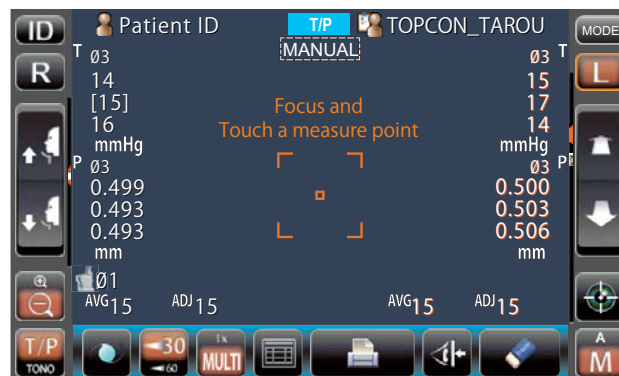 ID Patient ID T/P TOPCON_TAROU MODE
MANUAL
R T Ø3 Ø3 T L
14 15
[15] Focus and 17
16 Touch a measure point 14
mmHg mmHg
P Ø3 Ø3 P
0.499 0.500
0.493 0.503
0.493 0.506
mm mm
Ø1
AVG15 ADJ15 AVG15 ADJ15
T/P TONO 30 60 1x MULTI A M